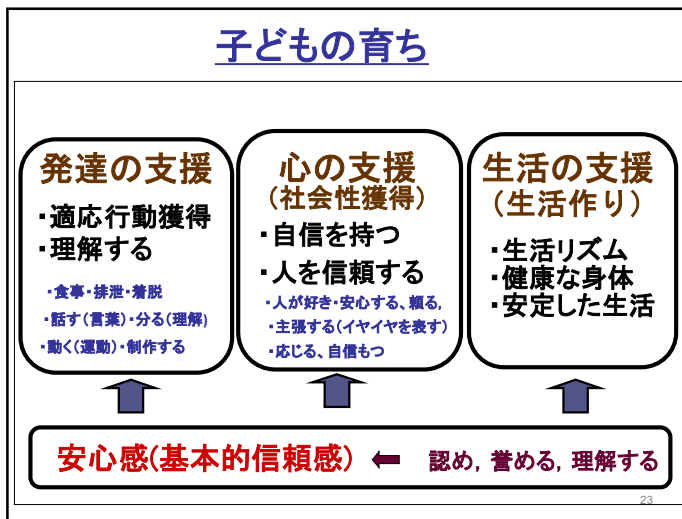 子どもの育ち
発達の支援
・適応行動獲得
・理解する
・食事・排泄・着脱
・話す(言葉)・分る(理解)
・動く(運動)・制作する
心の支援
(社会性獲得)
・自信を持つ
・人を信頼する
・人が好き・安心する、頼る,
・主張する(イヤイヤを表す)
・応じる、自信もつ
生活の支援
(生活作り)
・生活リズム
・健康な身体
・安定した生活
安心感(基本的信頼感) ← 認め, 誉める, 理解する
23